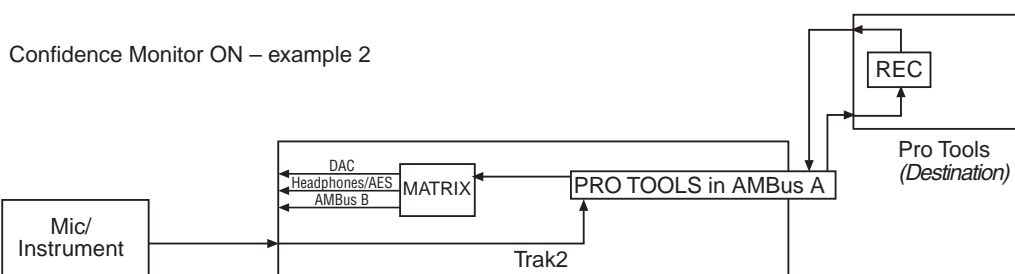 Confidence Monitor ON – example 2
REC
Pro Tools
(Destination)
DAC
Headphones/AES
AMBus B
MATRIX
PRO TOOLS in AMBus A
Mic/
Instrument
Trak2